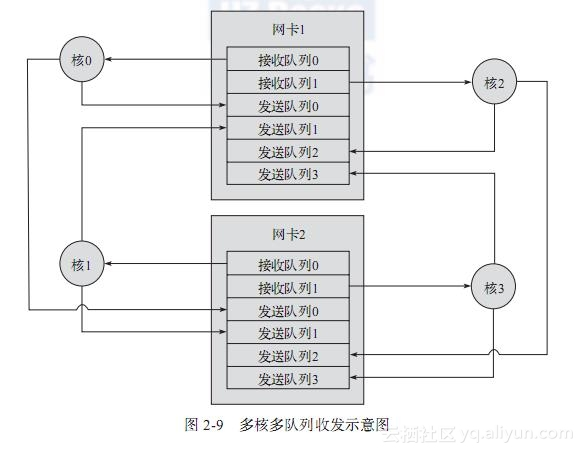 网卡1
核0
接收队列0
接收队列1
核2
发送队列0
发送队列1
发送队列2
发送队列3
网卡2
核1
接收队列0
接收队列1
核3
发送队列0
发送队列1
发送队列2
发送队列3
图 2-9 多核多队列收发示意图
云栖社区 yq.aliyun.com